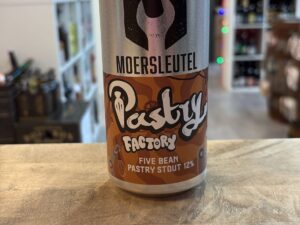 MOERSLEUTEL
Pastry
FACTORY
FIVE BEAN
PASTRY STOUT 12%